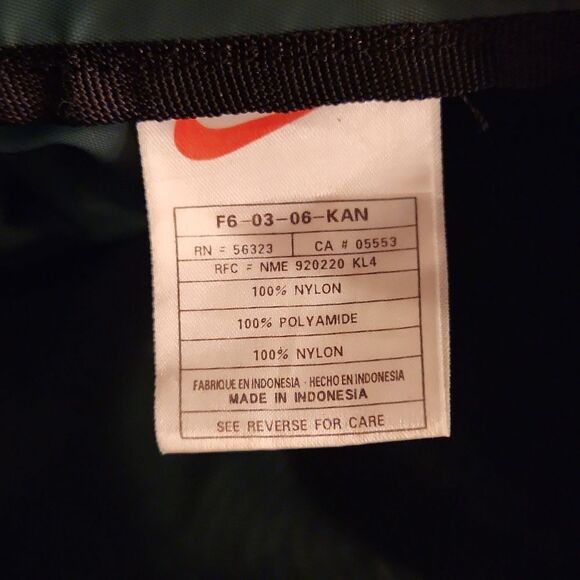 F6-03-06-KAN
RN = 56323 CA # 05553
RFC = NME 920220 KL4
100% NYLON
100% POLYAMIDE
100% NYLON
FABRIQUE EN INDONESIA · HECHO EN INDONESIA
MADE IN INDONESIA
SEE REVERSE FOR CARE